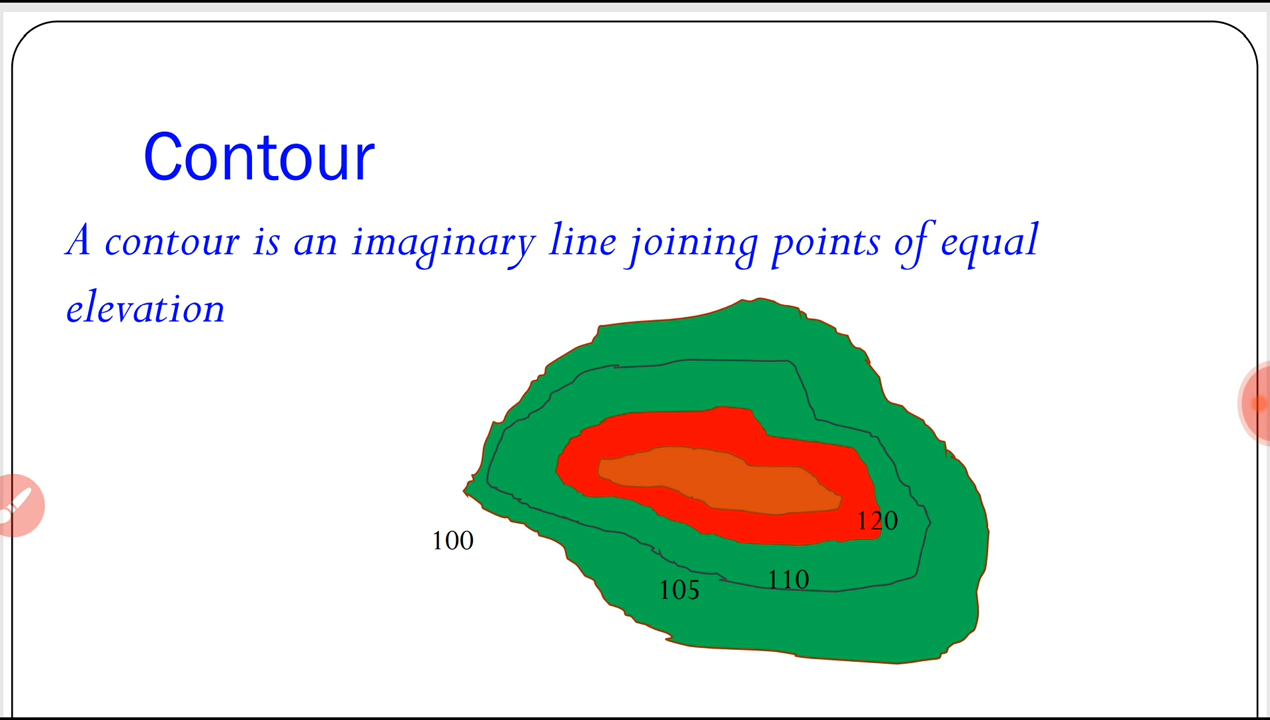 Contour
A contour is an imaginary line joining points of equal
elevation
120
100
110
105